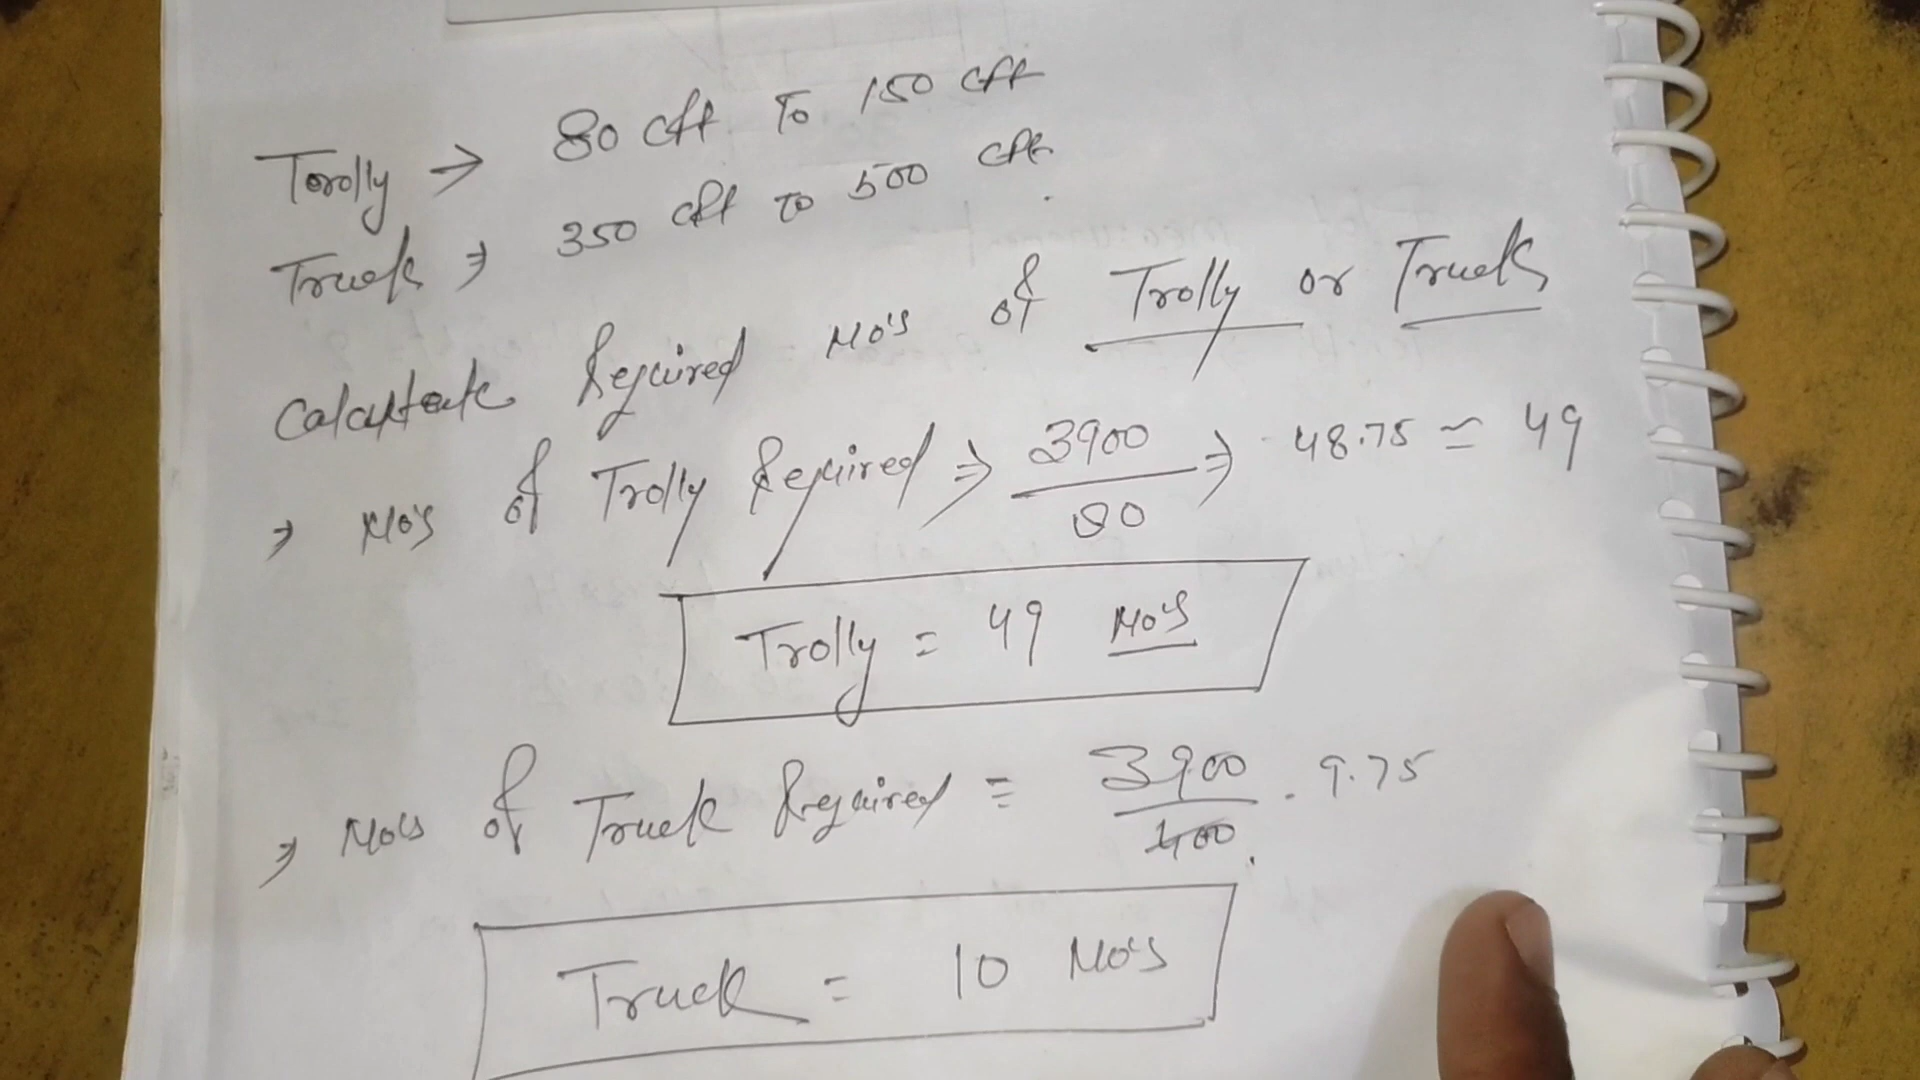 Trolly → 80 cft To 150 cft
Truck ⇒ 350 cft to 500 cft
Calculate Required No's of Trolly or Truck
⇒ No's of Trolly Required ⇒ 3900/80 ⇒ 48.75 ≃ 49
Trolly = 49 No's
⇒ No's of Truck Required = 3900/400 . 9.75
Truck = 10 No's